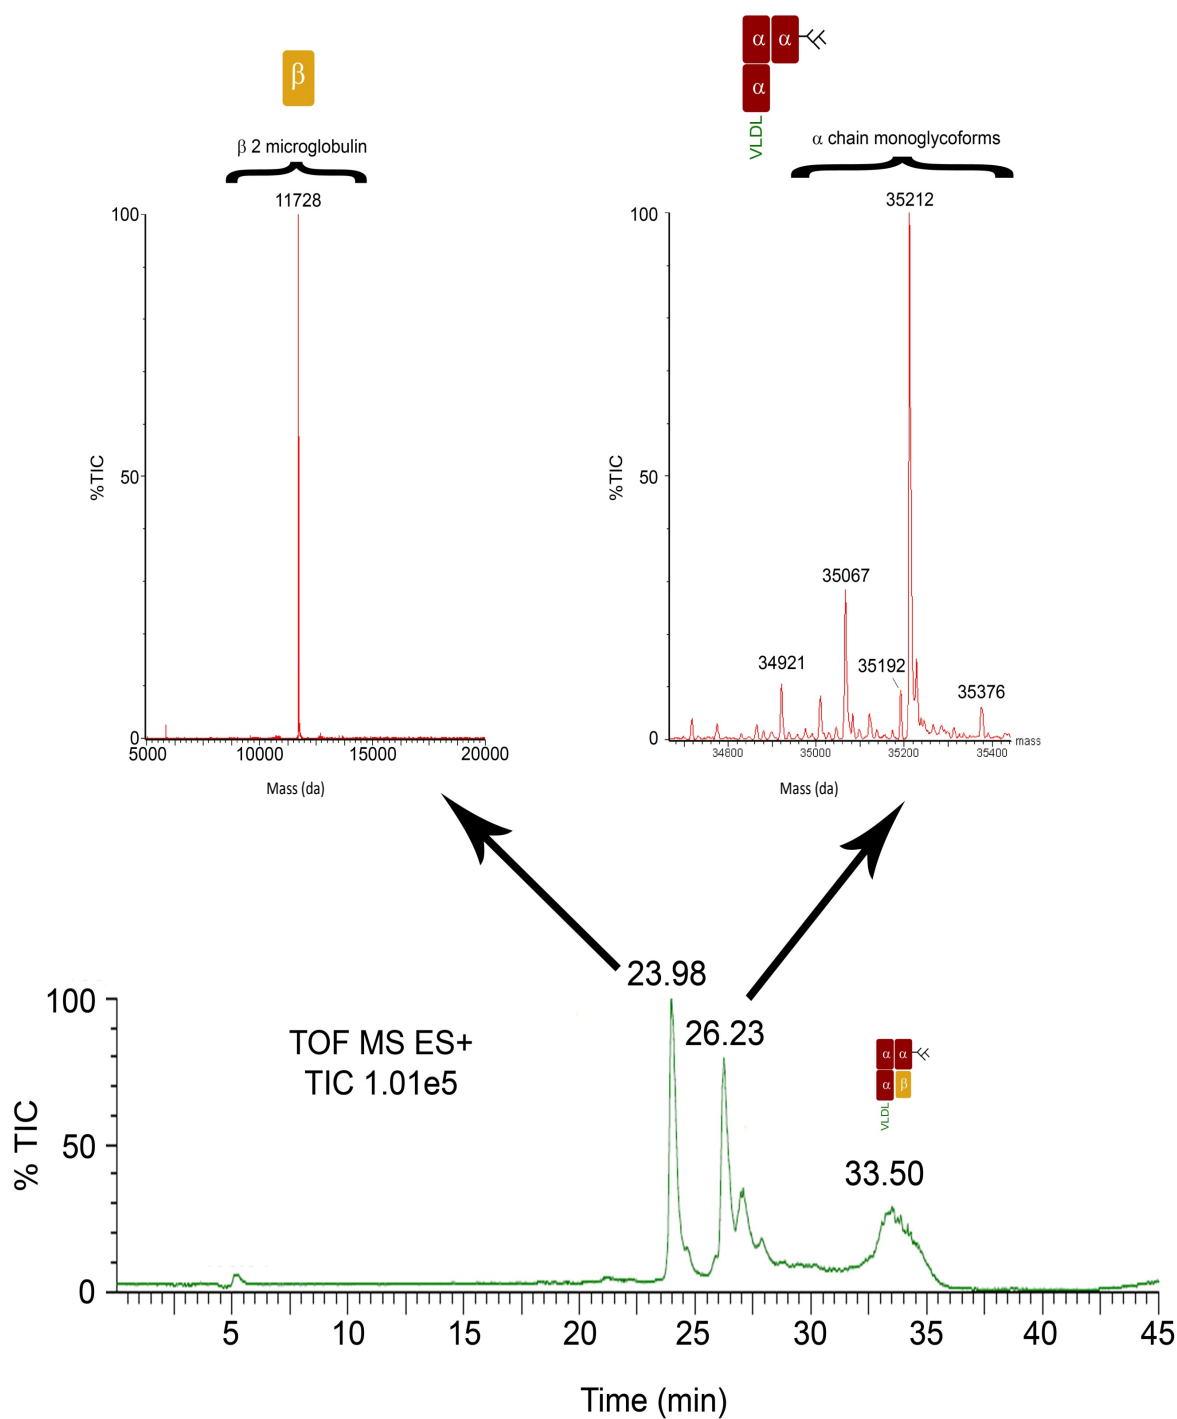 β
α α
α
VLDL
β 2 microglobulin
α chain monoglycoforms
11728
35212
100
100
%TIC
50
%TIC
50
35067
34921
35192
35376
0
0
5000 10000 15000 20000
34800 35000 35200 35400 mass
Mass (da)
Mass (da)
23.98
26.23
100
TOF MS ES+
TIC 1.01e5
α α
α β
VLDL
33.50
% TIC
50
0
5 10 15 20 25 30 35 40 45
Time (min)